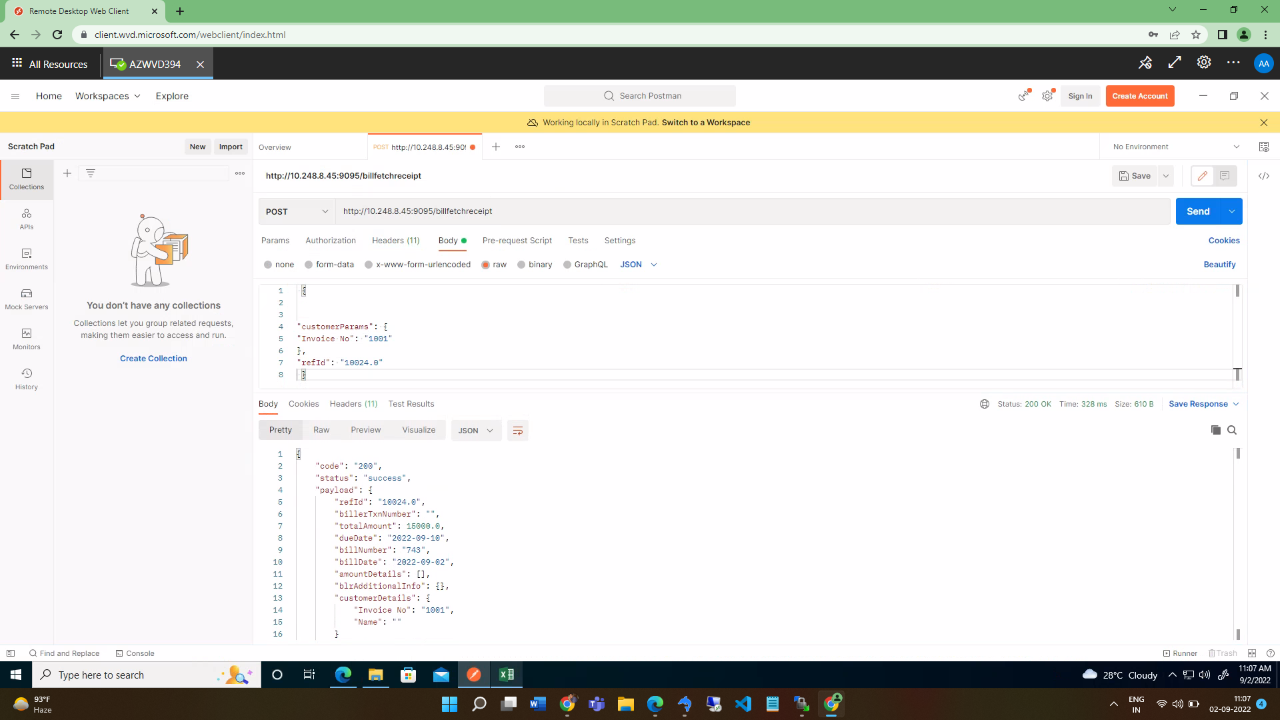 Remote Desktop Web Client
client.wvd.microsoft.com/webclient/index.html
All Resources
AZWVD394
AA
Home
Workspaces
Explore
Search Postman
Sign In
Create Account
Working locally in Scratch Pad. Switch to a Workspace
Scratch Pad
New
Import
Overview
POST http://10.248.8.45:909
No Environment
Collections
APIs
Environments
Mock Servers
Monitors
History
You don't have any collections
Collections let you group related requests,
making them easier to access and run.
Create Collection
http://10.248.8.45:9095/billfetchreceipt
Save
POST
http://10.248.8.45:9095/billfetchreceipt
Send
Params
Authorization
Headers (11)
Body
Pre-request Script
Tests
Settings
Cookies
none
form-data
x-www-form-urlencoded
raw
binary
GraphQL
JSON
Beautify
1 {
2
3
4 "customerParams": {
5 "Invoice No": "1001"
6 },
7 "refId": "10024.0"
8 }
Body
Cookies
Headers (11)
Test Results
Status: 200 OK
Time: 328 ms
Size: 610 B
Save Response
Pretty
Raw
Preview
Visualize
JSON
1 {
2 "code": "200",
3 "status": "success",
4 "payload": {
5 "refId": "10024.0",
6 "billerTxnNumber": "",
7 "totalAmount": 15000.0,
8 "dueDate": "2022-09-10",
9 "billNumber": "743",
10 "billDate": "2022-09-02",
11 "amountDetails": [],
12 "blrAdditionalInfo": {},
13 "customerDetails": {
14 "Invoice No": "1001",
15 "Name": ""
16 }
Find and Replace
Console
Runner
Trash
Type here to search
28°C Cloudy
11:07 AM
9/2/2022
93°F
Haze
ENG
IN
11:07
02-09-2022